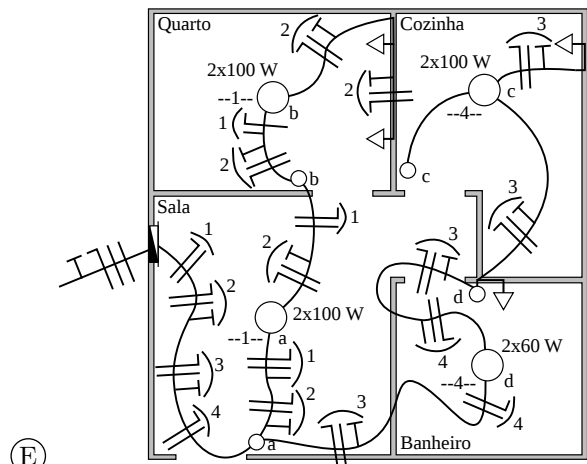 Quarto
Cozinha
2
3
2x100 W
2x100 W
2
c
--1--
b
--4--
1
2
b
c
Sala
3
1
1
3
2
2
d
2x100 W
2x60 W
--1--
a
4
3
1
--4--
d
2
3
4
4
a
Banheiro
E